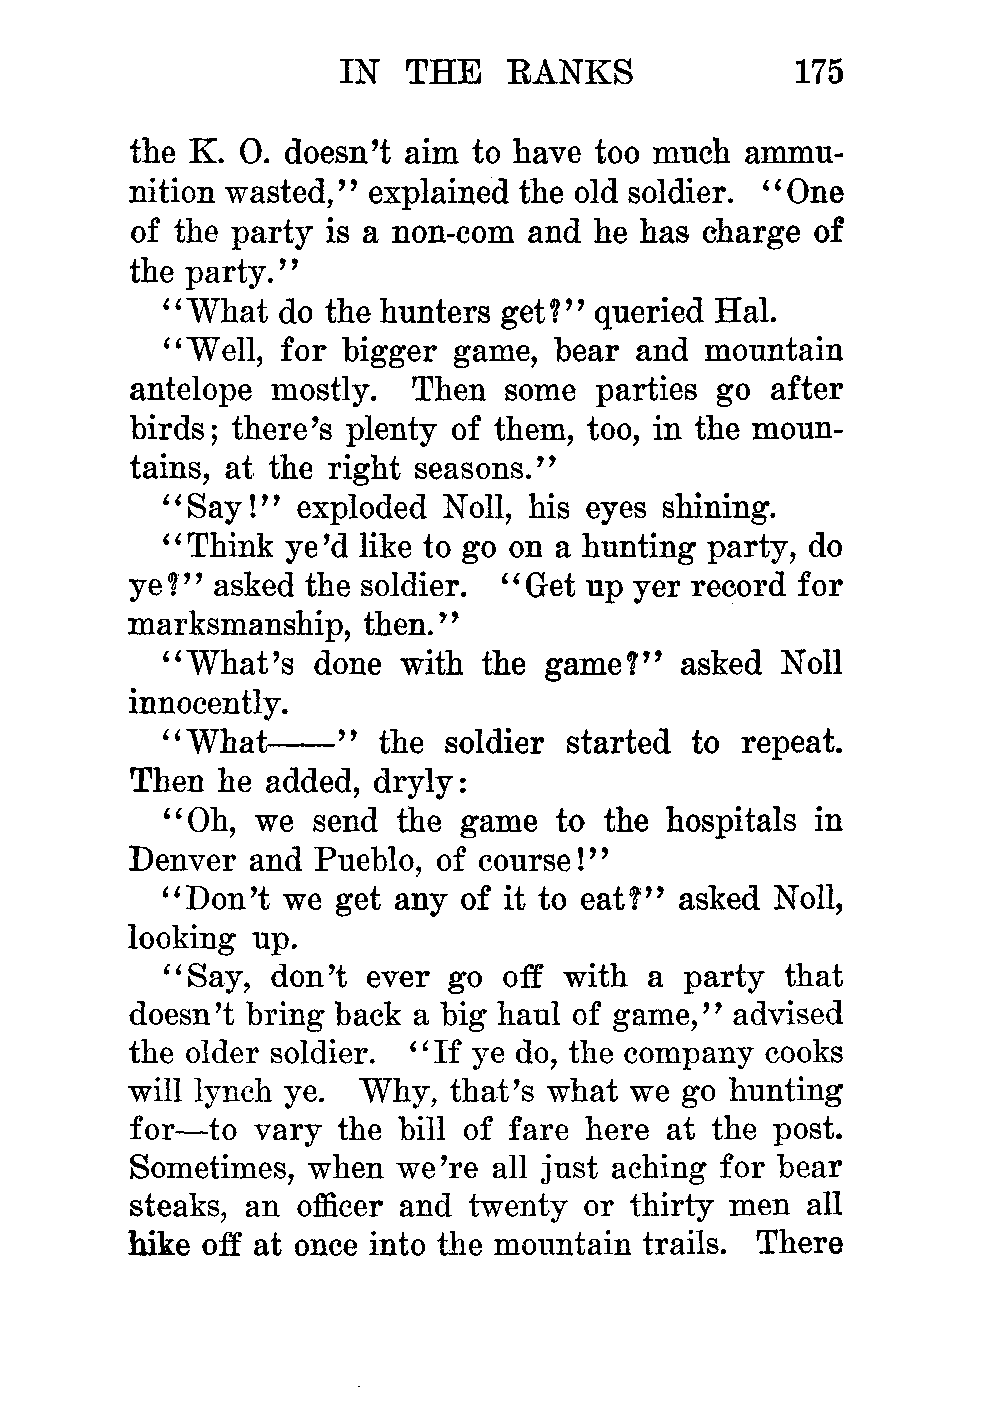 IN THE RANKS 175
the K. O. doesn't aim to have too much ammu-
nition wasted," explained the old soldier. "One
of the party is a non-com and he has charge of
the party."
"What do the hunters get?" queried Hal.
"Well, for bigger game, bear and mountain
antelope mostly. Then some parties go after
birds; there's plenty of them, too, in the moun-
tains, at the right seasons."
"Say!" exploded Noll, his eyes shining.
"Think ye'd like to go on a hunting party, do
ye?" asked the soldier. "Get up yer record for
marksmanship, then."
"What's done with the game?" asked Noll
innocently.
"What——" the soldier started to repeat.
Then he added, dryly:
"Oh, we send the game to the hospitals in
Denver and Pueblo, of course!"
"Don't we get any of it to eat?" asked Noll,
looking up.
"Say, don't ever go off with a party that
doesn't bring back a big haul of game," advised
the older soldier. "If ye do, the company cooks
will lynch ye. Why, that's what we go hunting
for—to vary the bill of fare here at the post.
Sometimes, when we're all just aching for bear
steaks, an officer and twenty or thirty men all
hike off at once into the mountain trails. There